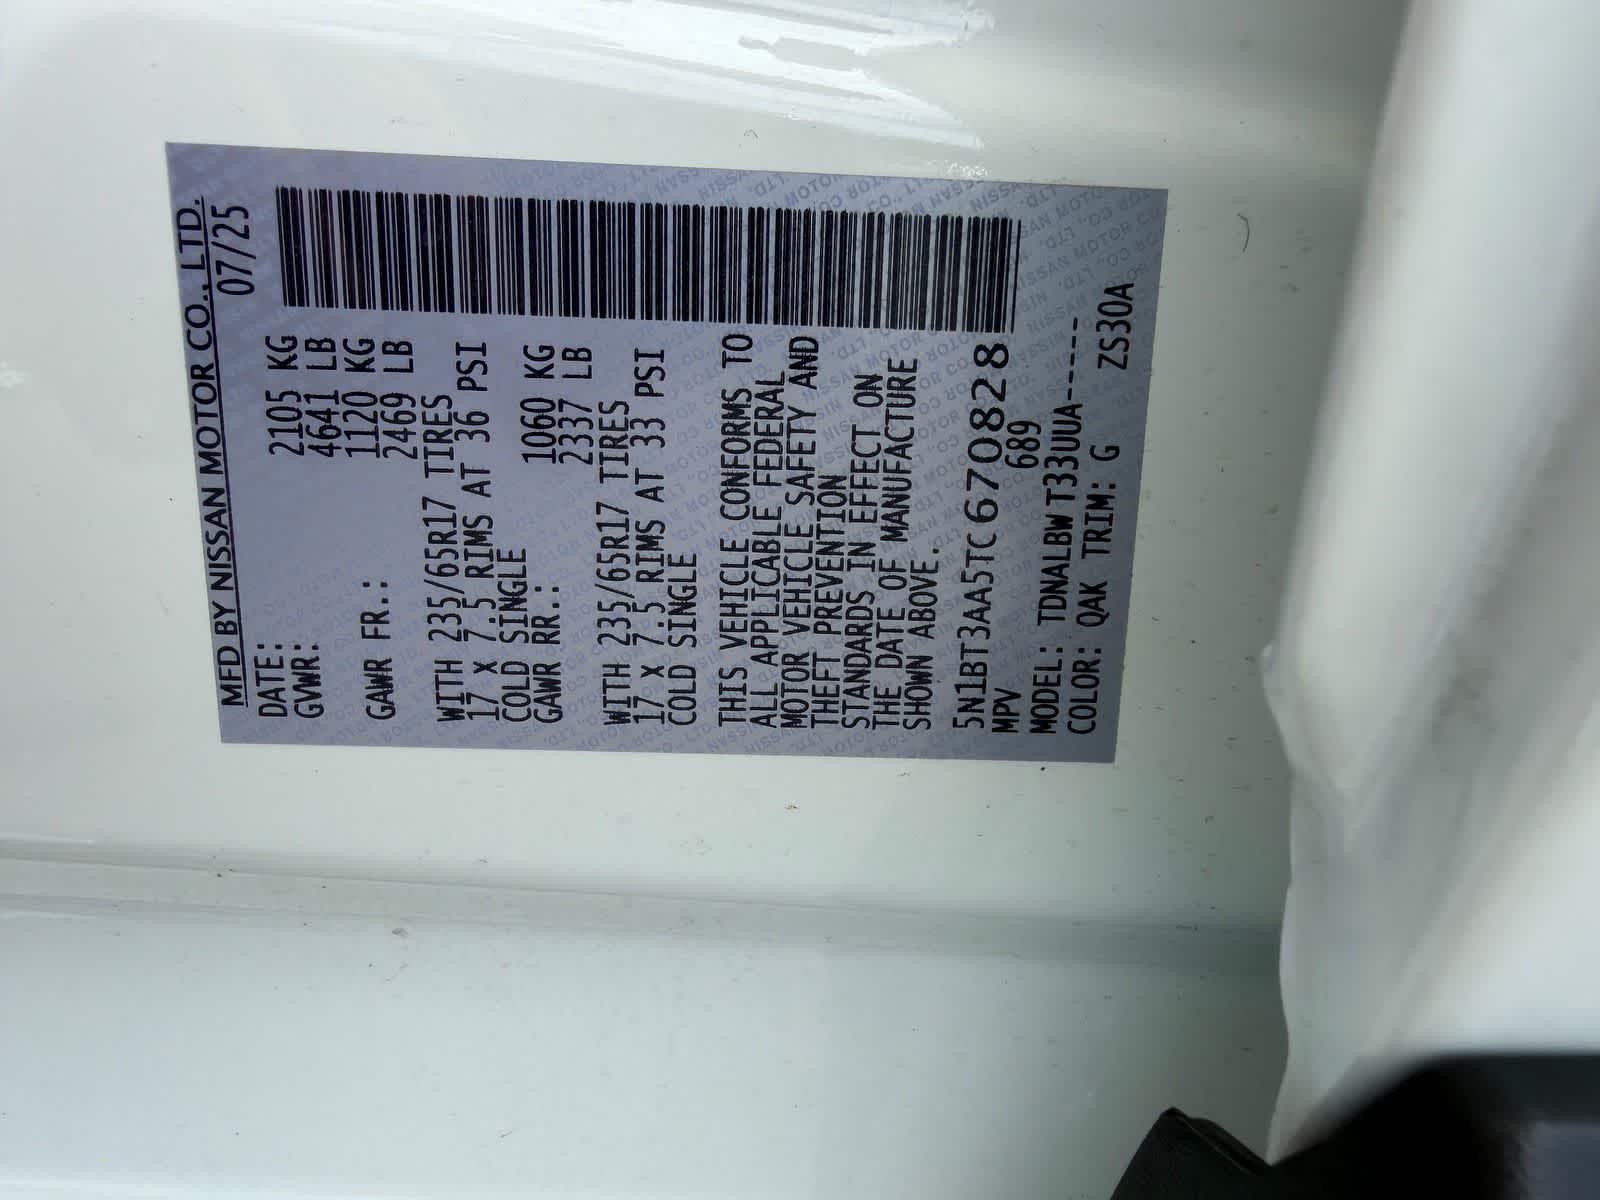 MFD BY NISSAN MOTOR CO., LTD.
DATE: 07/25
GVWR: 2105 KG
4641 LB
GAWR FR.: 1120 KG
2469 LB
WITH 235/65R17 TIRES
17 X 7.5 RIMS AT 36 PSI
COLD SINGLE
GAWR RR.: 1060 KG
2337 LB
WITH 235/65R17 TIRES
17 X 7.5 RIMS AT 33 PSI
COLD SINGLE
THIS VEHICLE CONFORMS TO
ALL APPLICABLE FEDERAL
MOTOR VEHICLE SAFETY AND
THEFT PREVENTION
STANDARDS IN EFFECT ON
THE DATE OF MANUFACTURE
SHOWN ABOVE.
5N1BT3AA5TC670828
MPV 689
MODEL: TDNALBW T33UUA-----
COLOR: QAK TRIM: G ZS30A